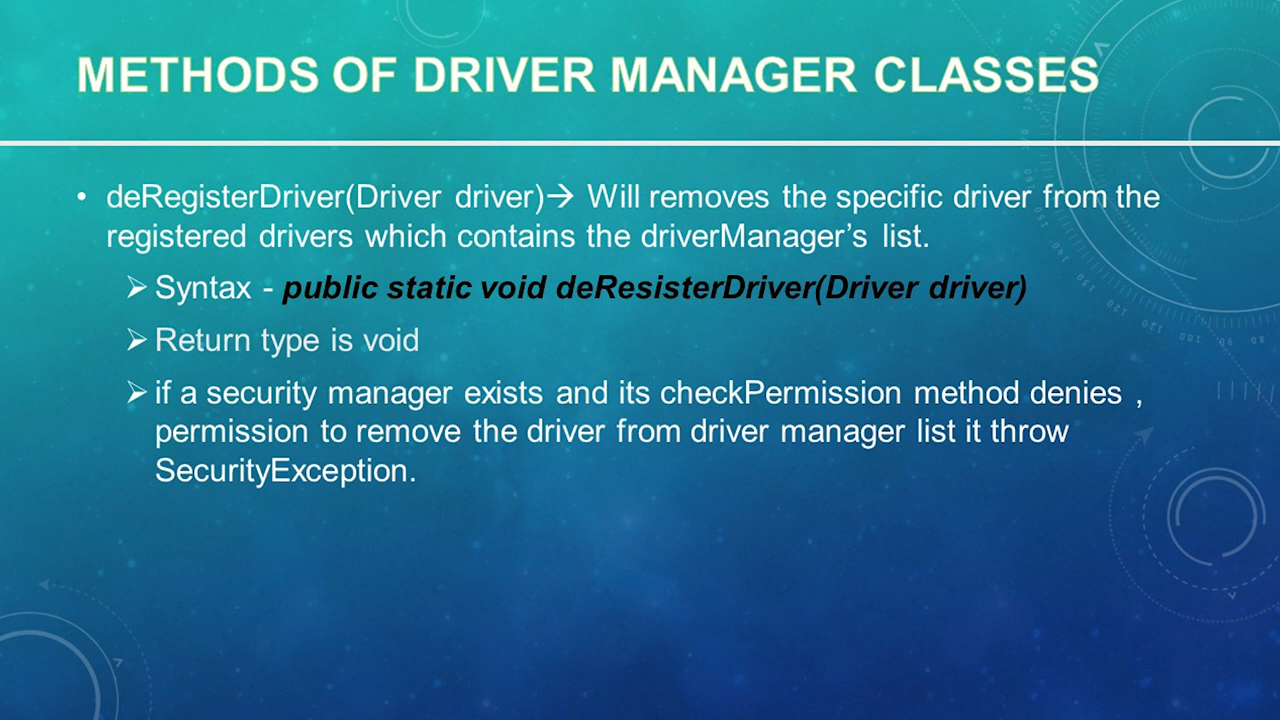 METHODS OF DRIVER MANAGER CLASSES
• deRegisterDriver(Driver driver)→ Will removes the specific driver from the
registered drivers which contains the driverManager’s list.
➢ Syntax - public static void deResisterDriver(Driver driver)
➢ Return type is void
➢ if a security manager exists and its checkPermission method denies ,
permission to remove the driver from driver manager list it throw
SecurityException.